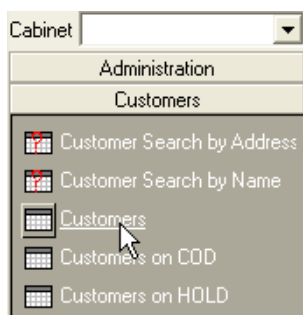 Cabinet
Administration
Customers
Customer Search by Address
Customer Search by Name
Customers
Customers on COD
Customers on HOLD